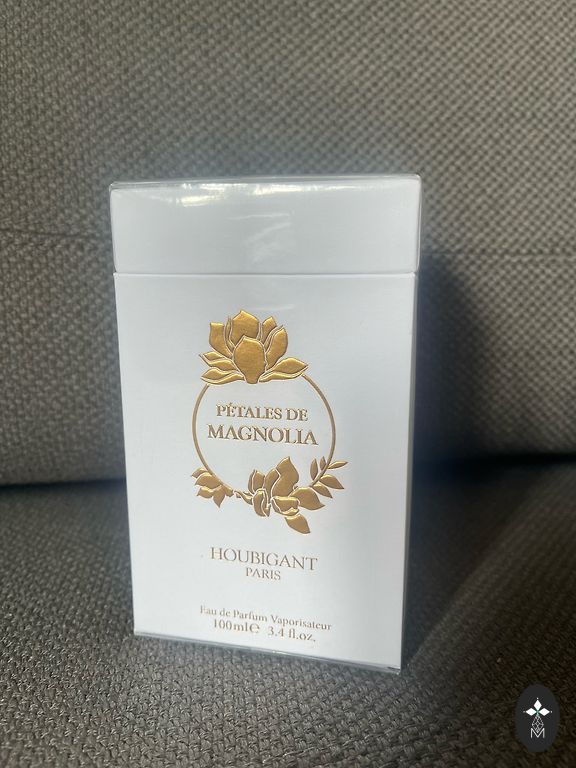 PÉTALES DE
MAGNOLIA
HOUBIGANT
PARIS
Eau de Parfum Vaporisateur
100ml℮ 3.4 fl.oz.